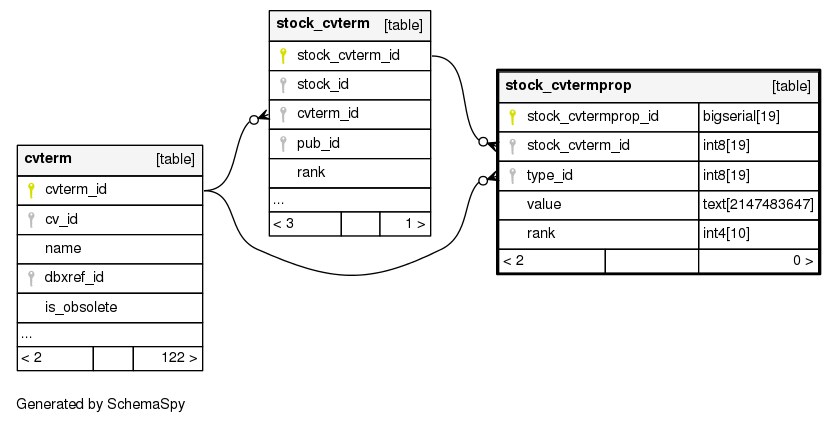 stock_cvterm [table]
stock_cvterm_id
stock_id
cvterm_id
pub_id
rank
...
< 3 1 >
stock_cvtermprop [table]
stock_cvtermprop_id bigserial[19]
stock_cvterm_id int8[19]
type_id int8[19]
value text[2147483647]
rank int4[10]
< 2 0 >
cvterm [table]
cvterm_id
cv_id
name
dbxref_id
is_obsolete
...
< 2 122 >
Generated by SchemaSpy